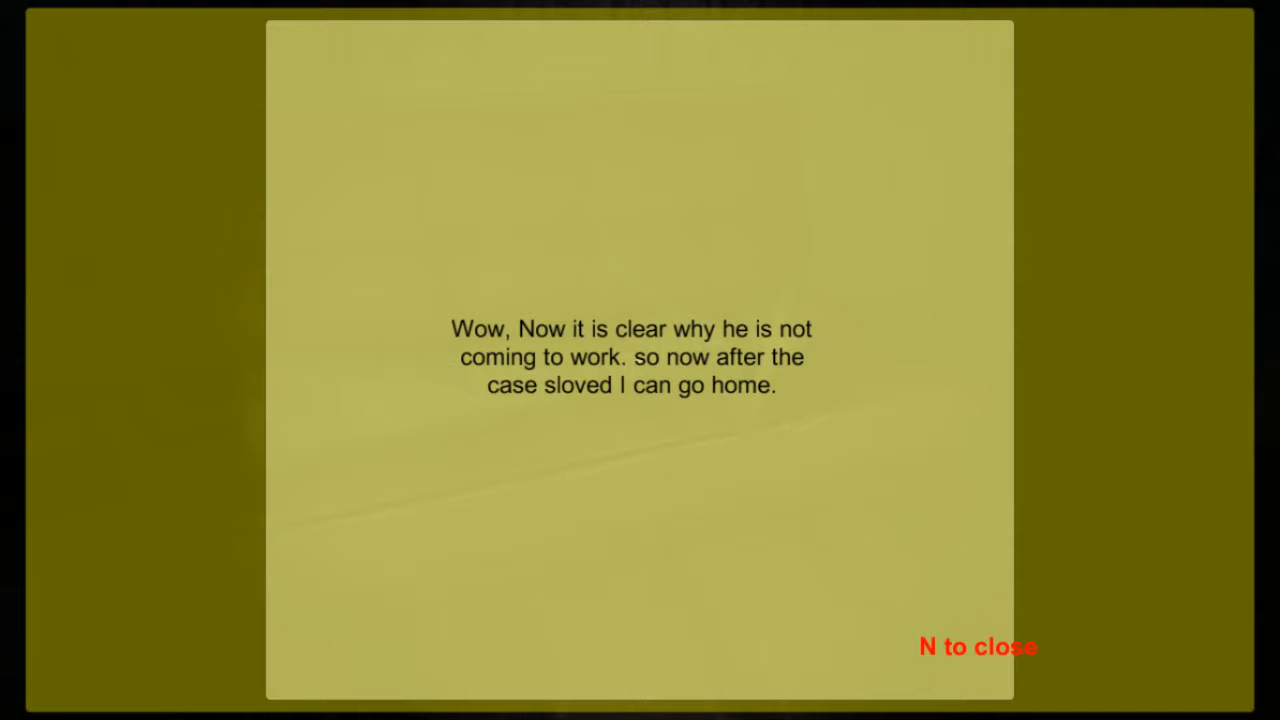 Wow, Now it is clear why he is not
coming to work. so now after the
case sloved I can go home.
N to close